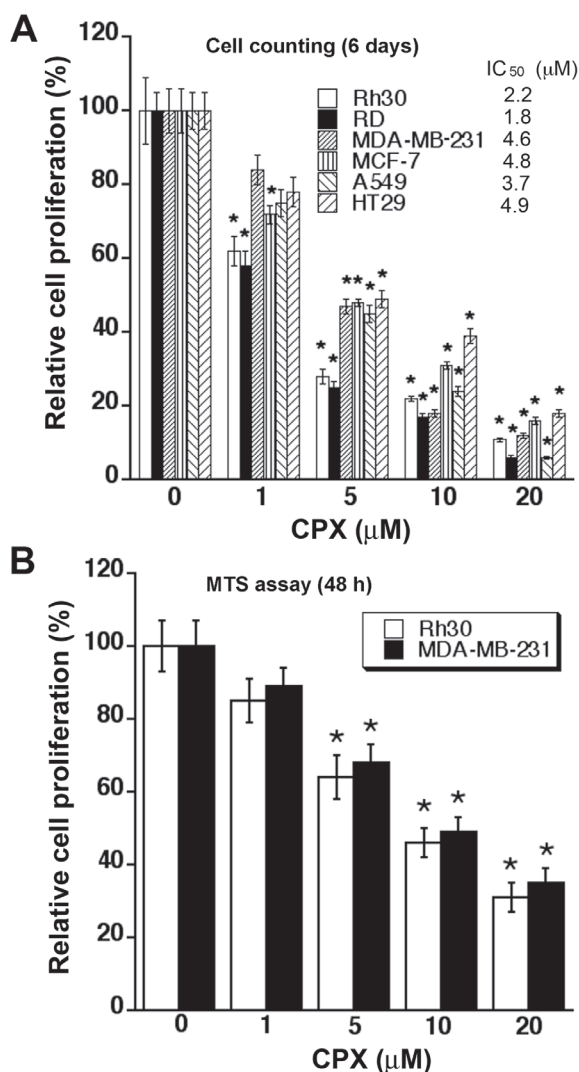 A
Cell counting (6 days)
IC50 (μM)
Rh30 2.2
RD 1.8
MDA-MB-231 4.6
MCF-7 4.8
A549 3.7
HT29 4.9
Relative cell proliferation (%)
120
100
80
60
40
20
0
* * * * * ** * * * * * * * * * * * * * *
0 1 5 10 20
CPX (μM)
B
MTS assay (48 h)
Rh30
MDA-MB-231
Relative cell proliferation (%)
120
100
80
60
40
20
0
* * * * * *
0 1 5 10 20
CPX (μM)